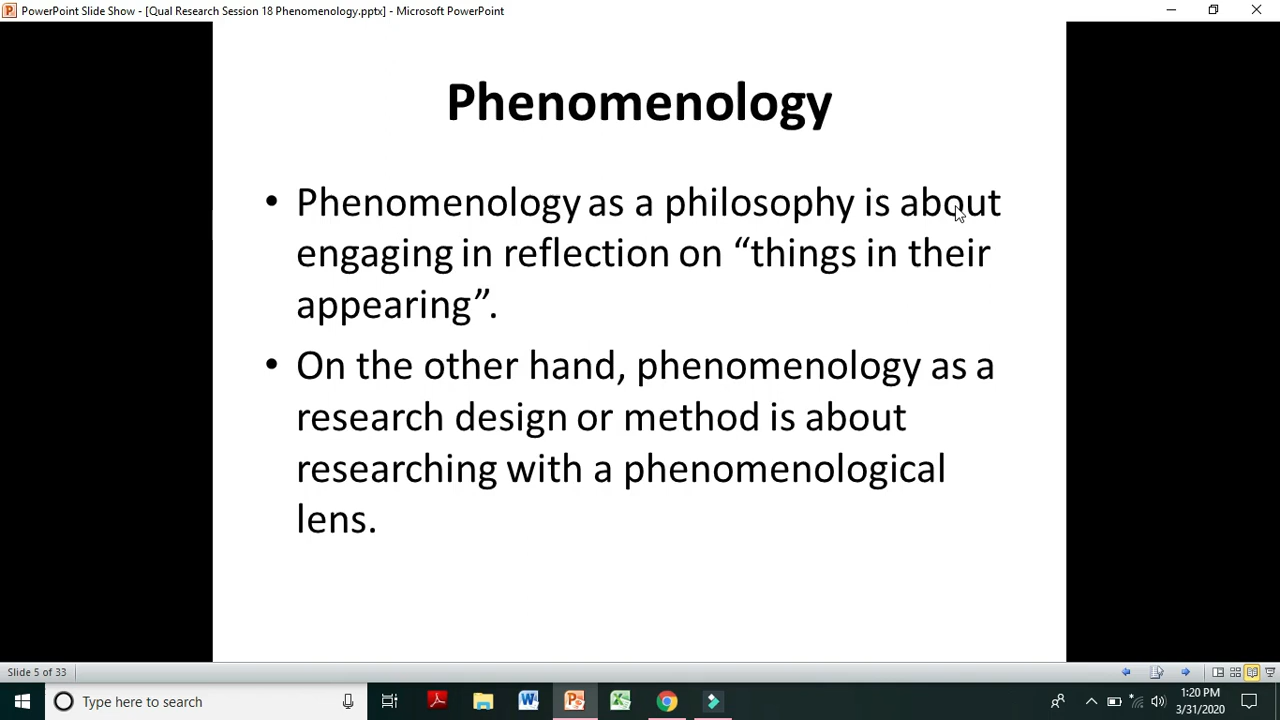 PowerPoint Slide Show - [Qual Research Session 18 Phenomenology.pptx] - Microsoft PowerPoint
Phenomenology
• Phenomenology as a philosophy is about
engaging in reflection on “things in their
appearing”.
• On the other hand, phenomenology as a
research design or method is about
researching with a phenomenological
lens.
Slide 5 of 33
Type here to search
1:20 PM
3/31/2020